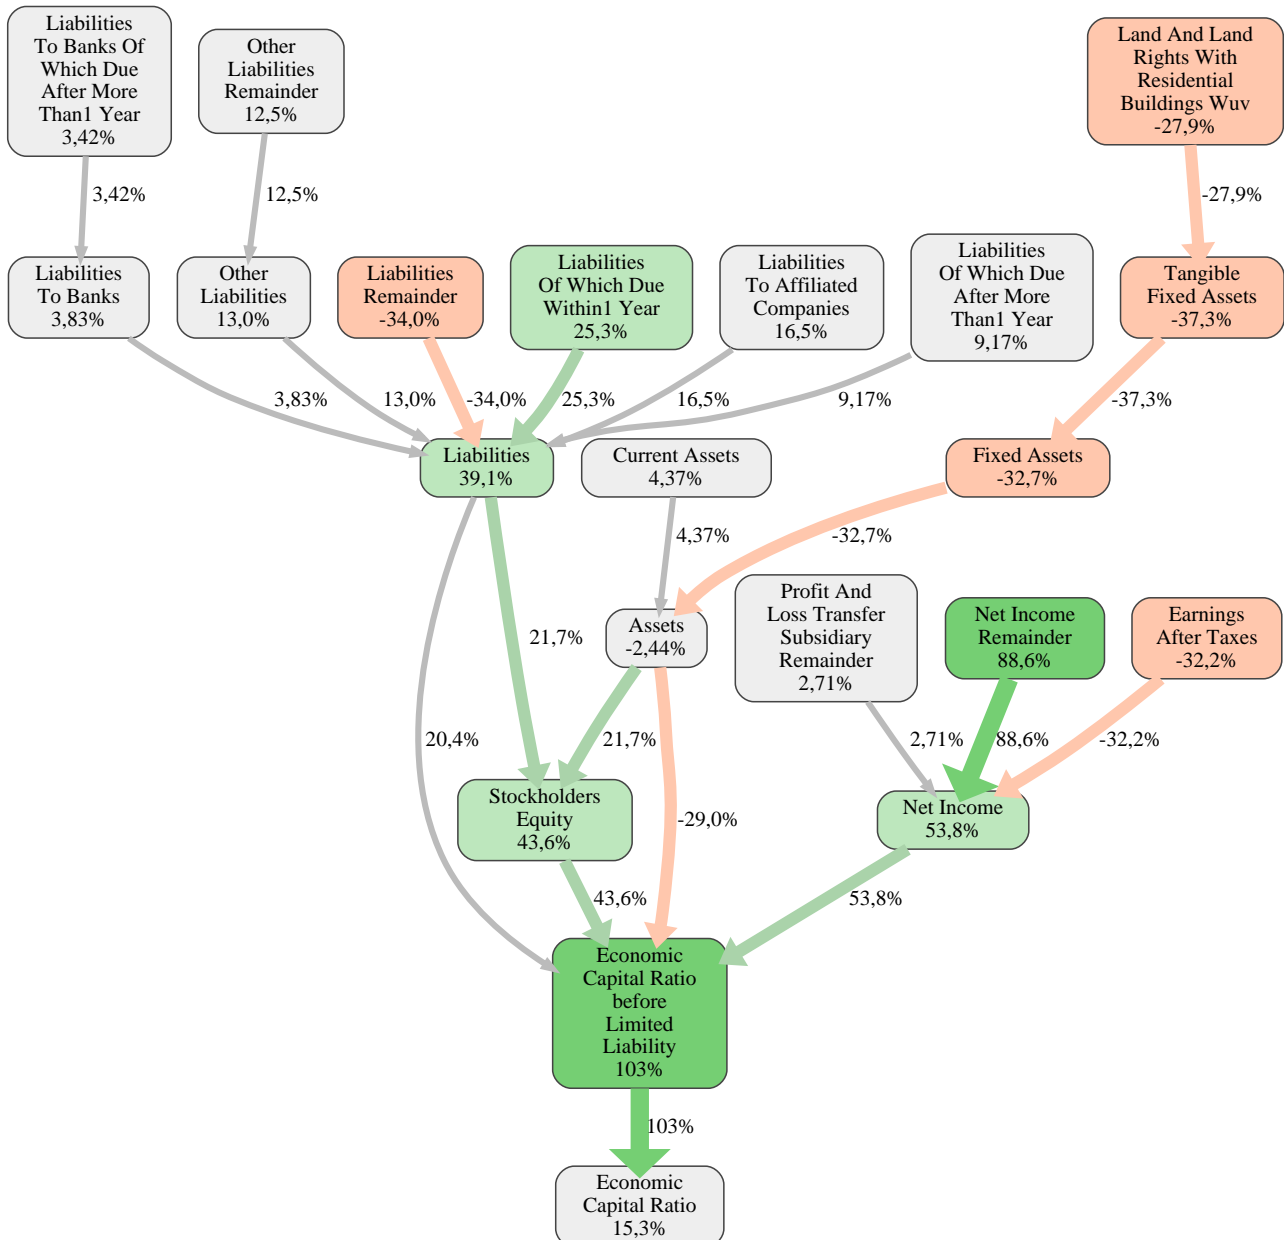 Liabilities
To Banks Of
Which Due
After More
Than1 Year
3,42%
Other
Liabilities
Remainder
12,5%
Land And Land
Rights With
Residential
Buildings Wuv
-27,9%
3,42%
12,5%
-27,9%
Liabilities
To Banks
3,83%
Other
Liabilities
13,0%
Liabilities
Remainder
-34,0%
Liabilities
Of Which Due
Within1 Year
25,3%
Liabilities
To Affiliated
Companies
16,5%
Liabilities
Of Which Due
After More
Than1 Year
9,17%
Tangible
Fixed Assets
-37,3%
3,83%
13,0%
-34,0%
25,3%
16,5%
9,17%
-37,3%
Liabilities
39,1%
Current Assets
4,37%
Fixed Assets
-32,7%
4,37%
-32,7%
Profit And
Loss Transfer
Subsidiary
Remainder
2,71%
Net Income
Remainder
88,6%
Earnings
After Taxes
-32,2%
Assets
-2,44%
21,7%
20,4%
21,7%
2,71%
88,6%
-32,2%
Stockholders
Equity
43,6%
-29,0%
Net Income
53,8%
43,6%
53,8%
Economic
Capital Ratio
before
Limited
Liability
103%
103%
Economic
Capital Ratio
15,3%